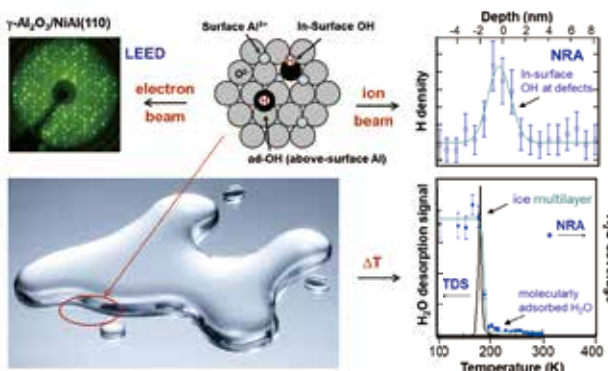 γ-Al₂O₃/NiAl(110)
LEED
electron
beam
Surface Al³⁺
In-Surface OH
O²⁻
H
H
ad-OH (above-surface Al)
ion
beam
Depth (nm)
-4 -2 0 2 4 6 8
NRA
In-surface
OH at defects
H density
ΔT
H₂O desorption signal
ice multilayer
NRA
TDS
molecularly
adsorbed H₂O
100 200 300 400
Temperature (K)